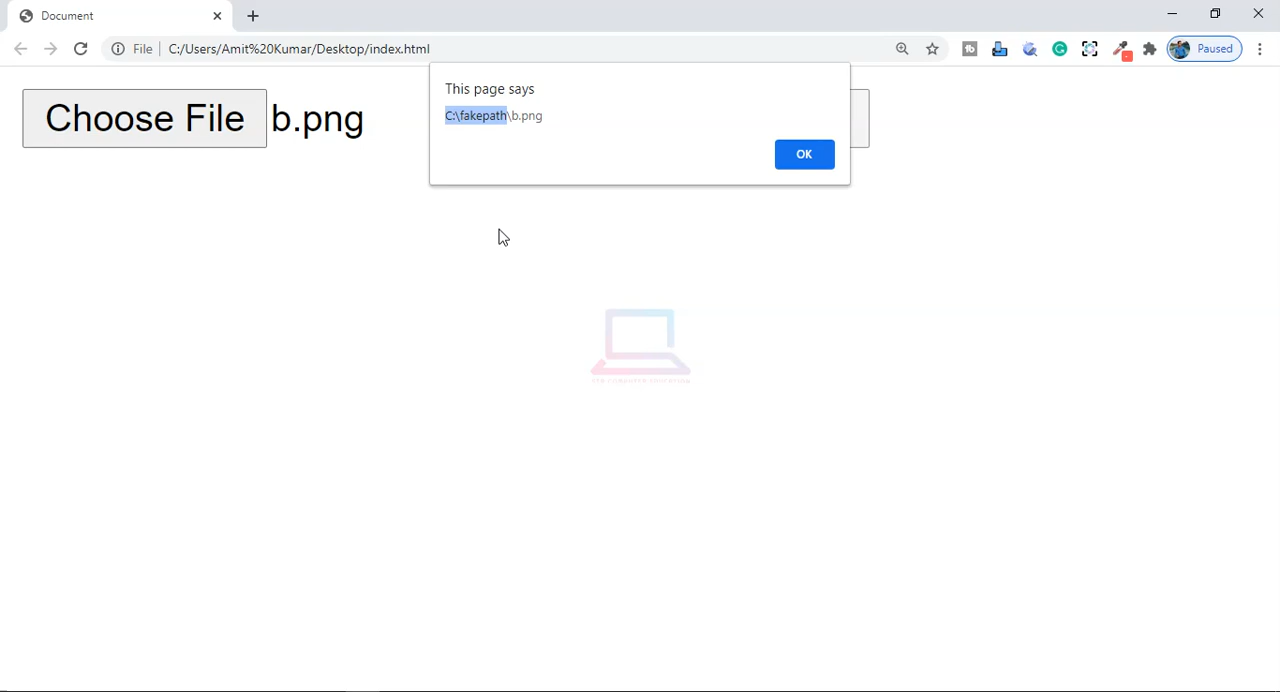 Document
File
C:/Users/Amit%20Kumar/Desktop/index.html
Paused
This page says
C:\fakepath\b.png
OK
Choose File
b.png